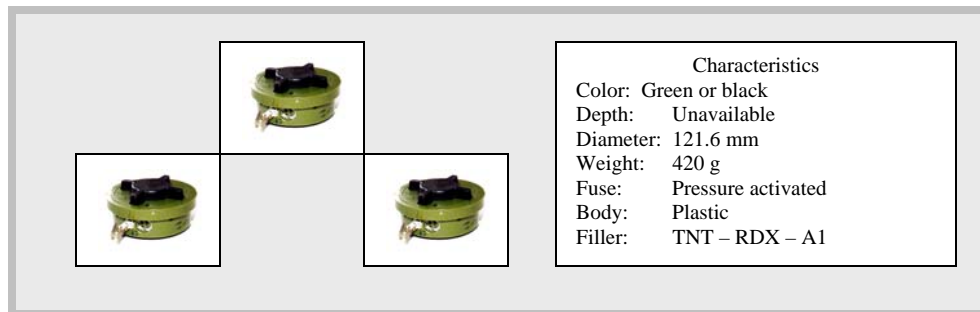 Characteristics
Color: Green or black
Depth: Unavailable
Diameter: 121.6 mm
Weight: 420 g
Fuse: Pressure activated
Body: Plastic
Filler: TNT – RDX – A1